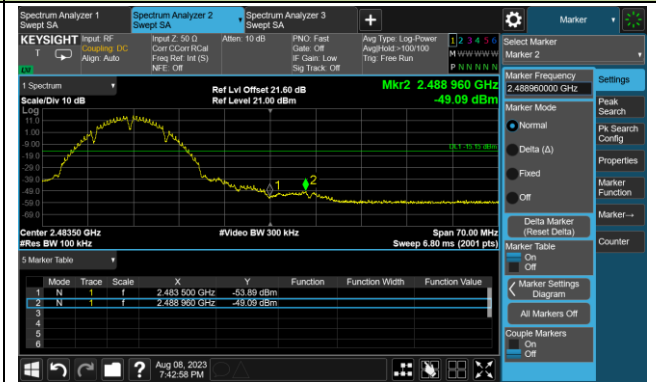 Spectrum Analyzer 1
Swept SA
Spectrum Analyzer 2
Swept SA
Spectrum Analyzer 3
Swept SA
+
Marker
KEYSIGHT
T
LXI
Input: RF
Coupling: DC
Align: Auto
Input Z: 50 Ω
Corr CCorr RCal
Freq Ref: Int (S)
NFE: Off
Atten: 10 dB
PNO: Fast
Gate: Off
IF Gain: Low
Sig Track: Off
Avg Type: Log-Power
Avg|Hold:>100/100
Trig: Free Run
1 2 3 4 5 6
M W W W W W
P N N N N N
Select Marker
Marker 2
1 Spectrum
Scale/Div 10 dB
Ref Lvl Offset 21.60 dB
Ref Level 21.00 dBm
Mkr2 2.488 960 GHz
-49.09 dBm
Log
11.0
1.00
-9.00
-19.0
-29.0
-39.0
-49.0
-59.0
-69.0
DL1 -15.15 dBm
1
2
Center 2.48350 GHz
#Res BW 100 kHz
#Video BW 300 kHz
Span 70.00 MHz
Sweep 6.80 ms (2001 pts)
5 Marker Table
Mode Trace Scale X Y Function Function Width Function Value
1 N 1 f 2.483 500 GHz -53.89 dBm
2 N 1 f 2.488 960 GHz -49.09 dBm
3
4
5
6
Marker Frequency
2.488960000 GHz
Marker Mode
Normal
Delta (Δ)
Fixed
Off
Delta Marker
(Reset Delta)
Marker Table
On
Off
Marker Settings
Diagram
All Markers Off
Couple Markers
On
Off
Settings
Peak
Search
Pk Search
Config
Properties
Marker
Function
Marker→
Counter
?
Aug 08, 2023
7:42:58 PM